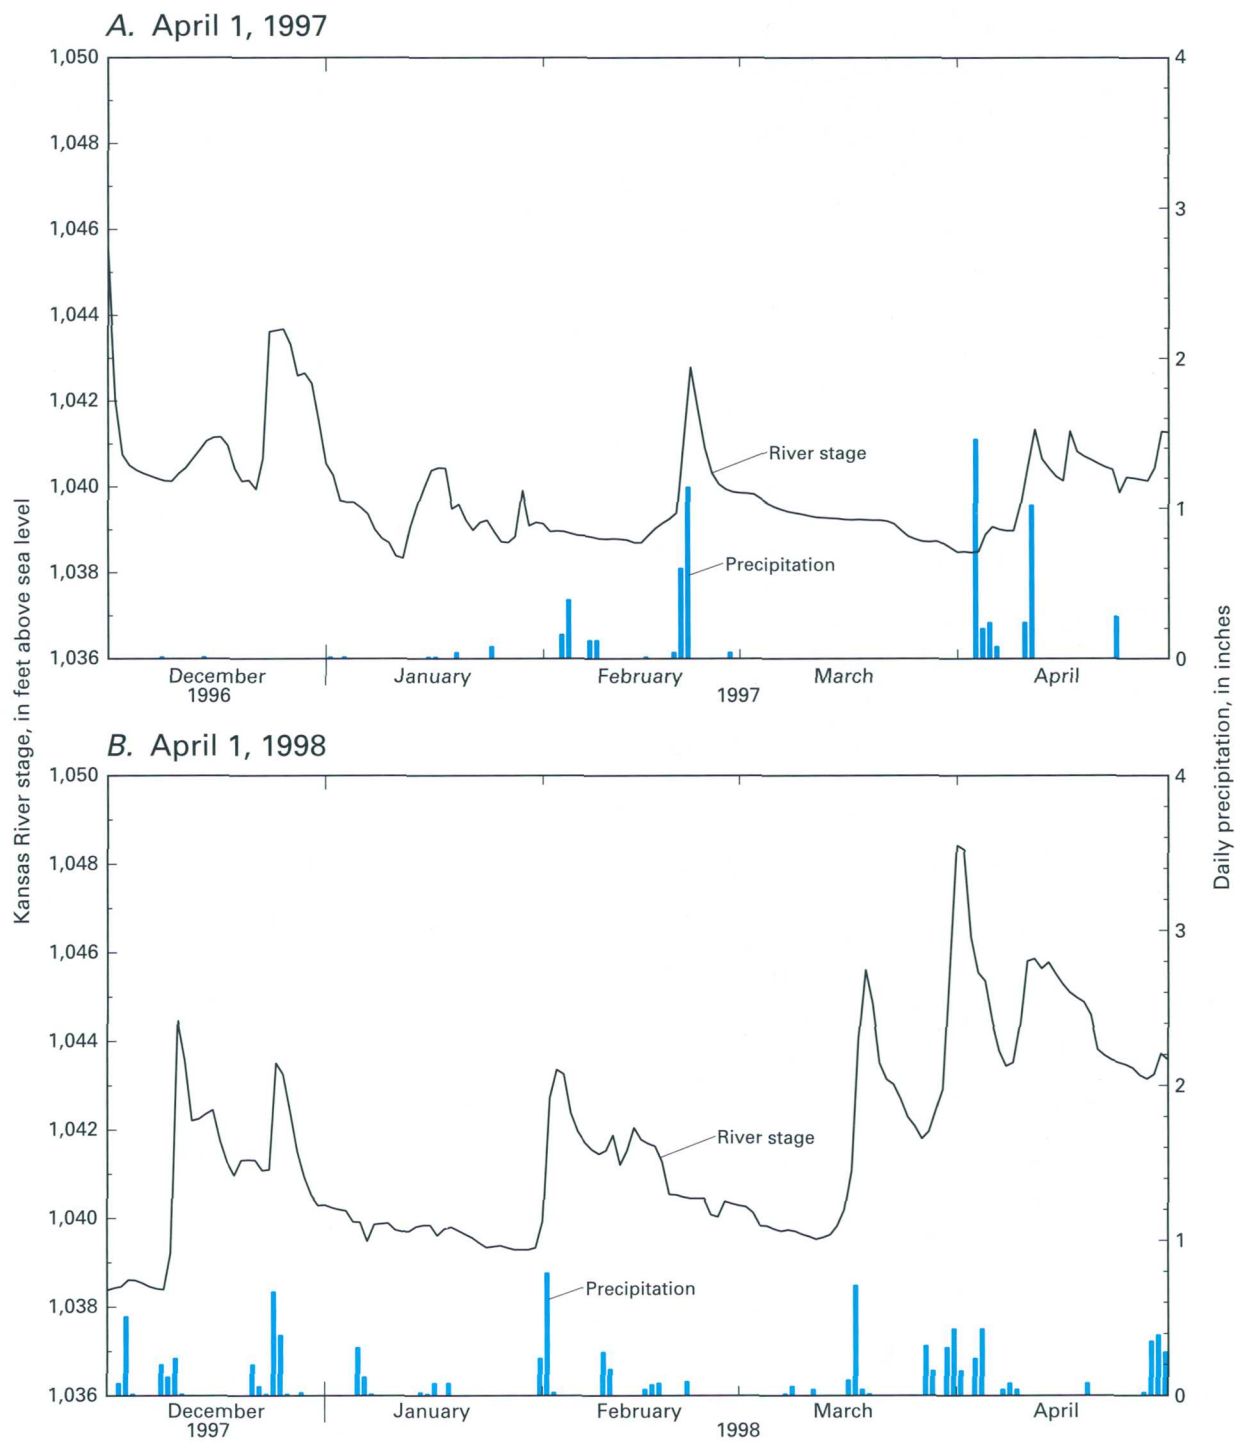 A. April 1, 1997
1,050
1,048
1,046
1,044
1,042
1,040
1,038
1,036
4
3
2
1
0
River stage
Precipitation
December
January
February
March
April
1996
1997
Kansas River stage, in feet above sea level
Daily precipitation, in inches
B. April 1, 1998
1,050
1,048
1,046
1,044
1,042
1,040
1,038
1,036
4
3
2
1
0
River stage
Precipitation
December
January
February
March
April
1997
1998